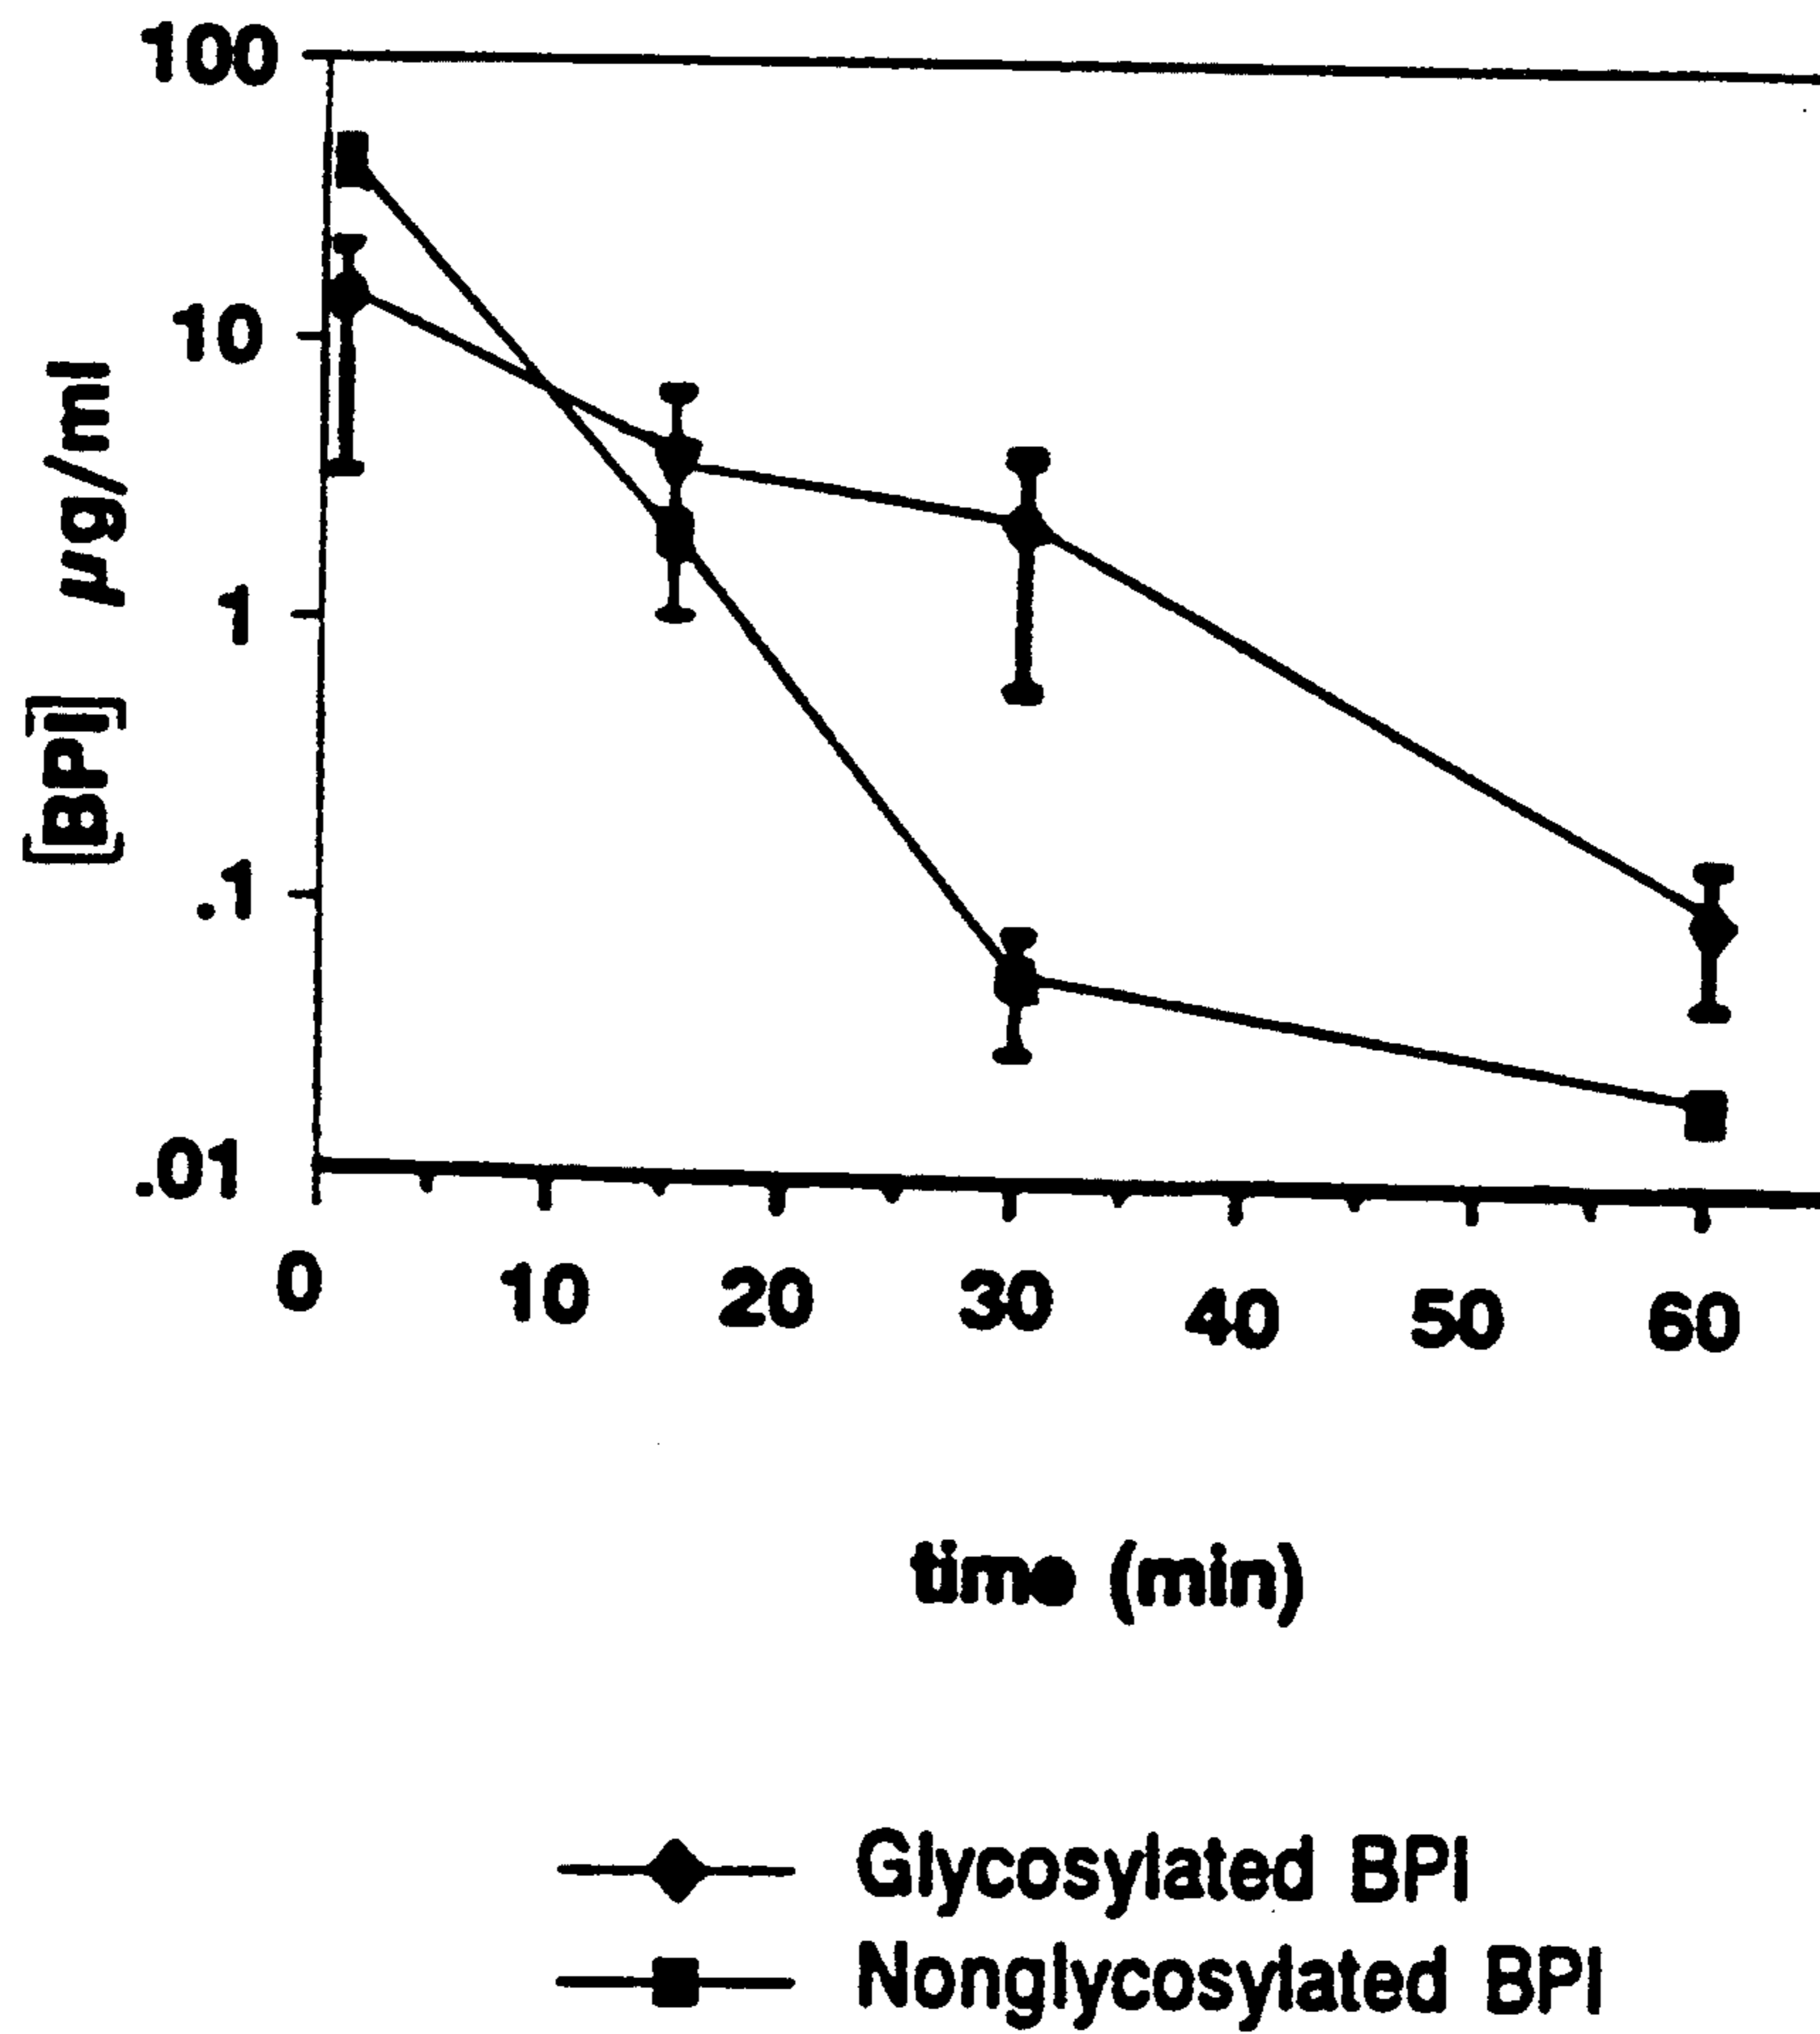 100
10
1
.1
.01
[BPI] µg/ml
0 10 20 30 40 50 60
time (min)
Glycosylated BPI
Nonglycosylated BPI